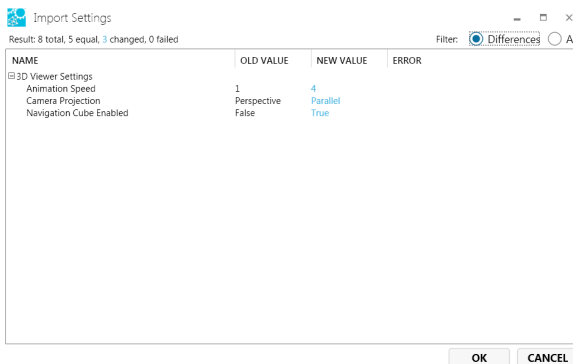 Import Settings
Result: 8 total, 5 equal, 3 changed, 0 failed Filter: Differences A
NAME OLD VALUE NEW VALUE ERROR
3D Viewer Settings
Animation Speed 1 4
Camera Projection Perspective Parallel
Navigation Cube Enabled False True
OK CANCEL